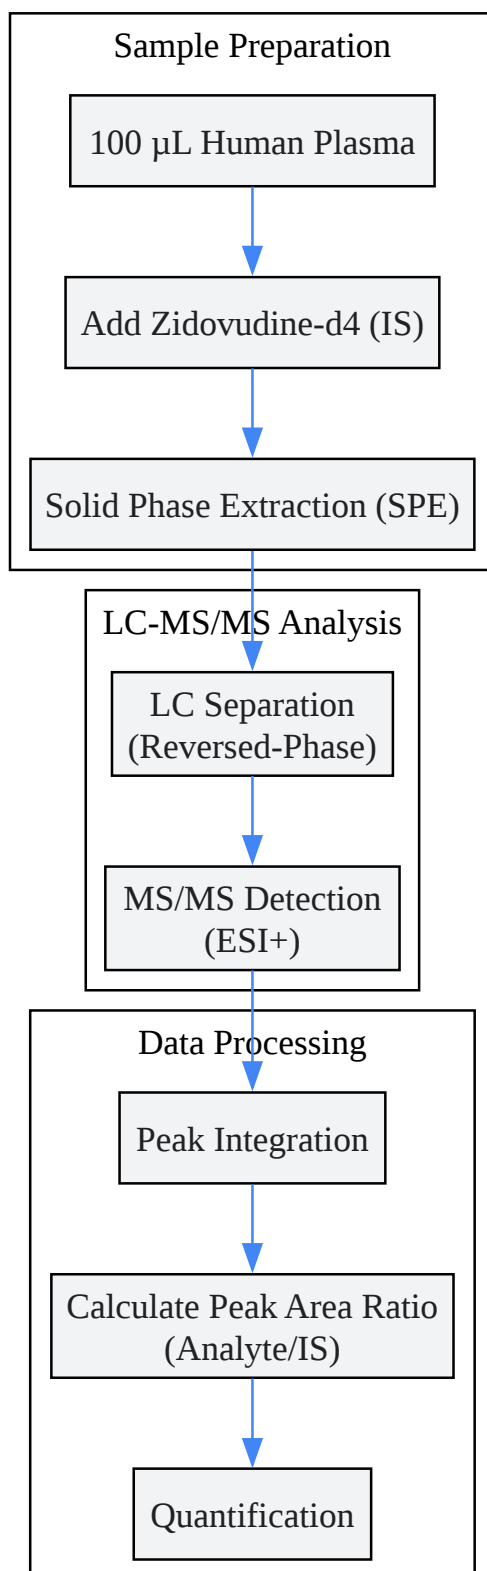 Sample Preparation
100 µL Human Plasma
Add Zidovudine-d4 (IS)
Solid Phase Extraction (SPE)
LC-MS/MS Analysis
LC Separation
(Reversed-Phase)
MS/MS Detection
(ESI+)
Data Processing
Peak Integration
Calculate Peak Area Ratio
(Analyte/IS)
Quantification